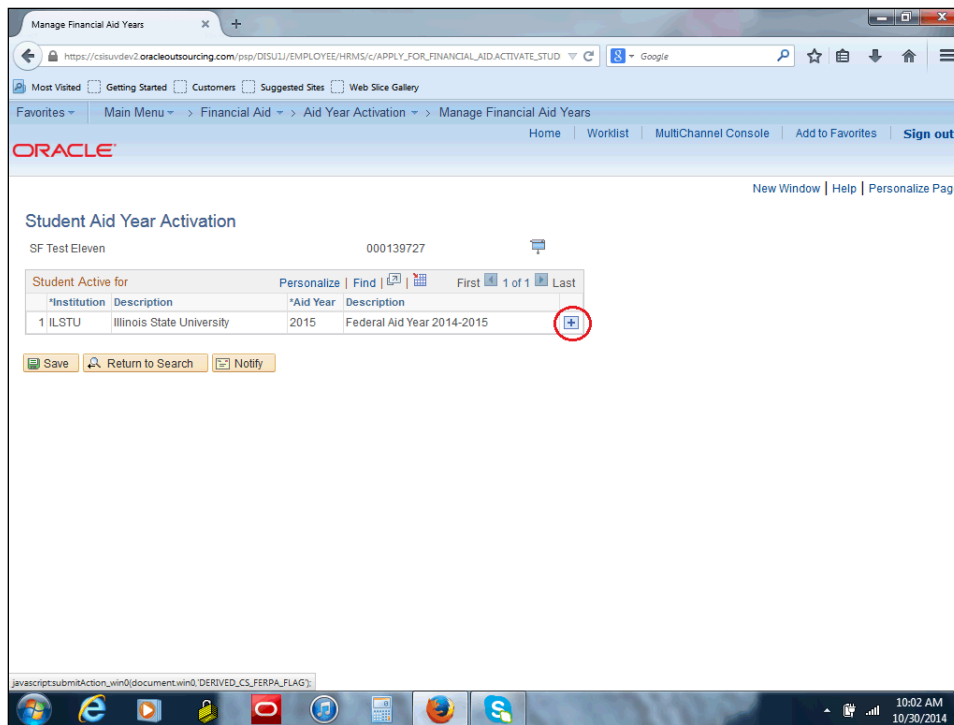 Manage Financial Aid Years
https://csisuvdev2.oracleoutsourcing.com/psp/DISU1J/EMPLOYEE/HRMS/c/APPLY_FOR_FINANCIAL_AID.ACTIVATE_STUD
Google
Most Visited Getting Started Customers Suggested Sites Web Slice Gallery
Favorites Main Menu > Financial Aid > Aid Year Activation > Manage Financial Aid Years
Home Worklist MultiChannel Console Add to Favorites Sign out
ORACLE
New Window | Help | Personalize Pag
Student Aid Year Activation
SF Test Eleven 000139727
Student Active for Personalize | Find | First 1 of 1 Last
*Institution Description *Aid Year Description
1 ILSTU Illinois State University 2015 Federal Aid Year 2014-2015
Save Return to Search Notify
javascript:submitAction_win0(document.win0,'DERIVED_CS_FERPA_FLAG');
10:02 AM
10/30/2014